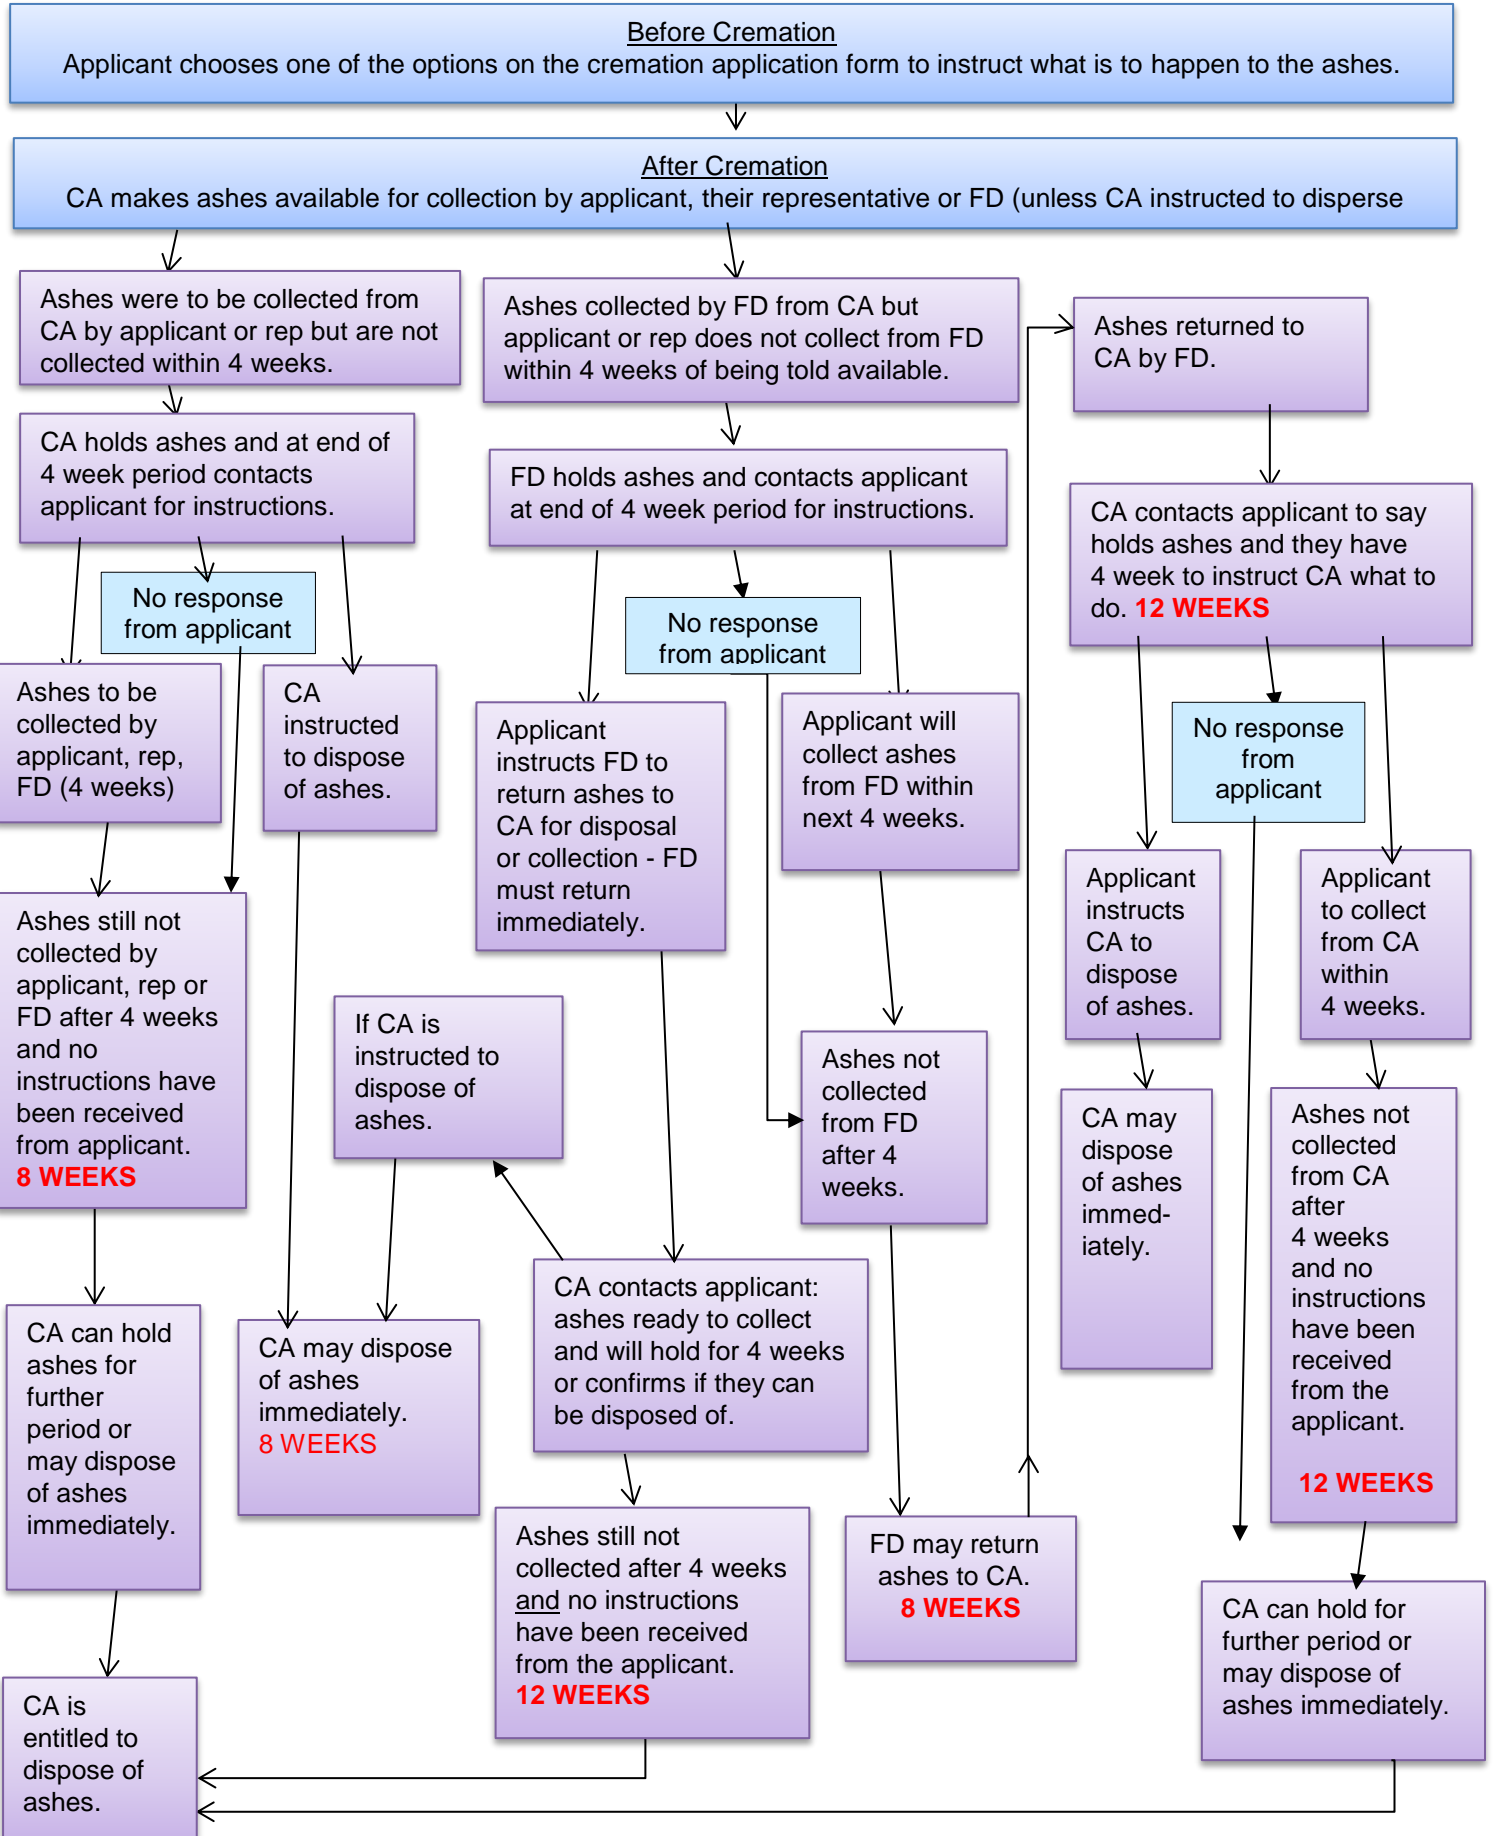 Before Cremation
Applicant chooses one of the options on the cremation application form to instruct what is to happen to the ashes.
After Cremation
CA makes ashes available for collection by applicant, their representative or FD (unless CA instructed to disperse
Ashes were to be collected from
CA by applicant or rep but are not
collected within 4 weeks.
CA holds ashes and at end of
4 week period contacts
applicant for instructions.
No response
from applicant
Ashes to be
collected by
applicant, rep,
FD (4 weeks)
CA
instructed
to dispose
of ashes.
Ashes still not
collected by
applicant, rep or
FD after 4 weeks
and no
instructions have
been received
from applicant.
8 WEEKS
CA can hold
ashes for
further
period or
may dispose
of ashes
immediately.
CA is
entitled to
dispose of
ashes.
Ashes collected by FD from CA but
applicant or rep does not collect from FD
within 4 weeks of being told available.
FD holds ashes and contacts applicant
at end of 4 week period for instructions.
No response
from applicant
Applicant
instructs FD to
return ashes to
CA for disposal
or collection - FD
must return
immediately.
Applicant will
collect ashes
from FD within
next 4 weeks.
If CA is
instructed to
dispose of
ashes.
Ashes not
collected
from FD
after 4
weeks.
CA may dispose
of ashes
immediately.
8 WEEKS
CA contacts applicant:
ashes ready to collect
and will hold for 4 weeks
or confirms if they can
be disposed of.
Ashes still not
collected after 4 weeks
and no instructions
have been received
from the applicant.
12 WEEKS
FD may return
ashes to CA.
8 WEEKS
Ashes returned to
CA by FD.
CA contacts applicant to say
holds ashes and they have
4 week to instruct CA what to
do. 12 WEEKS
No response
from
applicant
Applicant
instructs
CA to
dispose
of ashes.
Applicant
to collect
from CA
within
4 weeks.
CA may
dispose
of ashes
immed-
iately.
Ashes not
collected
from CA
after
4 weeks
and no
instructions
have been
received
from the
applicant.
12 WEEKS
CA can hold for
further period or
may dispose of
ashes immediately.